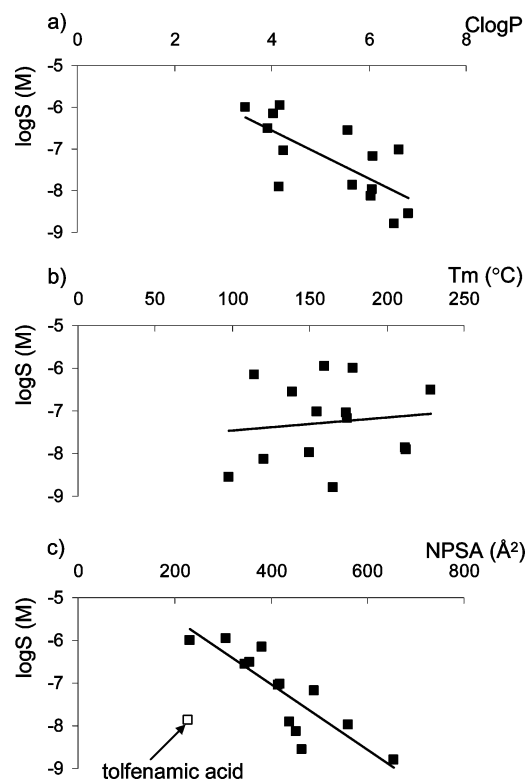 a) ClogP
0 2 4 6 8
-5
-6
-7
-8
-9
logS (M)
b) Tm (°C)
0 50 100 150 200 250
-5
-6
-7
-8
-9
logS (M)
c) NPSA (Å²)
0 200 400 600 800
-5
-6
-7
-8
-9
logS (M)
tolfenamic acid